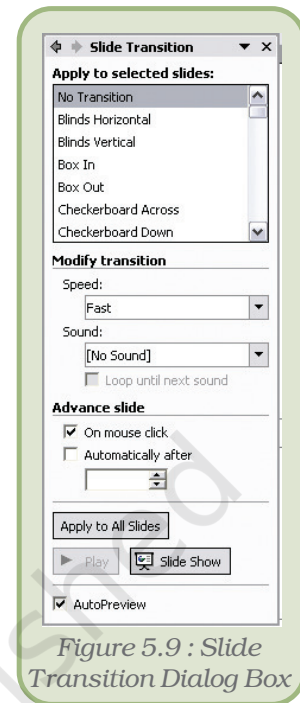 Slide Transition
Apply to selected slides:
No Transition
Blinds Horizontal
Blinds Vertical
Box In
Box Out
Checkerboard Across
Checkerboard Down
Modify transition
Speed:
Fast
Sound:
[No Sound]
Loop until next sound
Advance slide
On mouse click
Automatically after
Apply to All Slides
Play
Slide Show
AutoPreview
Figure 5.9 : Slide
Transition Dialog Box